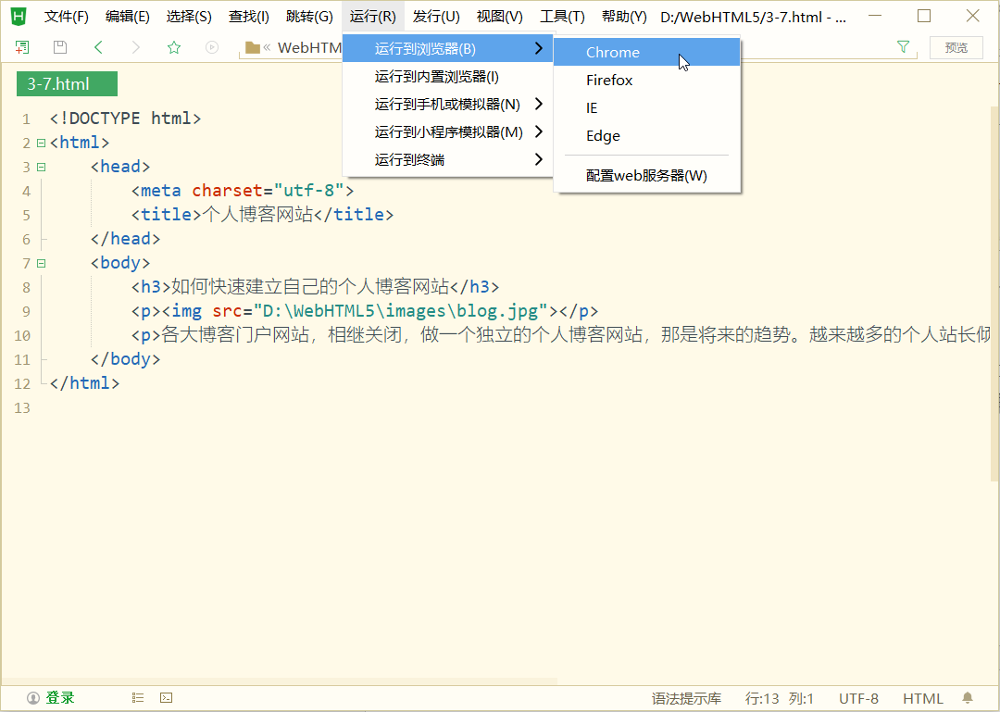 文件(F) 编辑(E) 选择(S) 查找(I) 跳转(G) 运行(R) 发行(U) 视图(V) 工具(T) 帮助(Y) D:/WebHTML5/3-7.html - ...
« WebHTM
预览
运行到浏览器(B)
运行到内置浏览器(I)
运行到手机或模拟器(N)
运行到小程序模拟器(M)
运行到终端
Chrome
Firefox
IE
Edge
配置web服务器(W)
3-7.html
1 <!DOCTYPE html>
2 <html>
3 <head>
4 <meta charset="utf-8">
5 <title>个人博客网站</title>
6 </head>
7 <body>
8 <h3>如何快速建立自己的个人博客网站</h3>
9 <p><img src="D:\WebHTML5\images\blog.jpg"></p>
10 <p>各大博客门户网站，相继关闭，做一个独立的个人博客网站，那是将来的趋势。越来越多的个人站长倾
11 </body>
12 </html>
13
登录 语法提示库 行:13 列:1 UTF-8 HTML